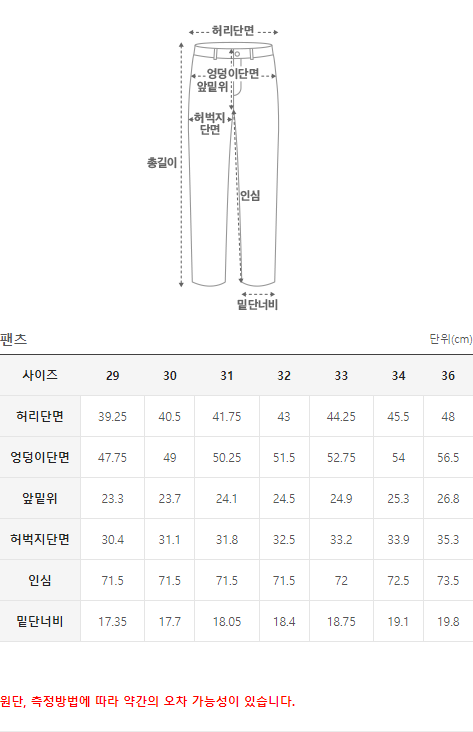 허리단면
엉덩이단면
앞밑위
허벅지
단면
총길이
인심
밑단너비
팬츠 단위(cm)
사이즈 29 30 31 32 33 34 36
허리단면 39.25 40.5 41.75 43 44.25 45.5 48
엉덩이단면 47.75 49 50.25 51.5 52.75 54 56.5
앞밑위 23.3 23.7 24.1 24.5 24.9 25.3 26.8
허벅지단면 30.4 31.1 31.8 32.5 33.2 33.9 35.3
인심 71.5 71.5 71.5 71.5 72 72.5 73.5
밑단너비 17.35 17.7 18.05 18.4 18.75 19.1 19.8
원단, 측정방법에 따라 약간의 오차 가능성이 있습니다.